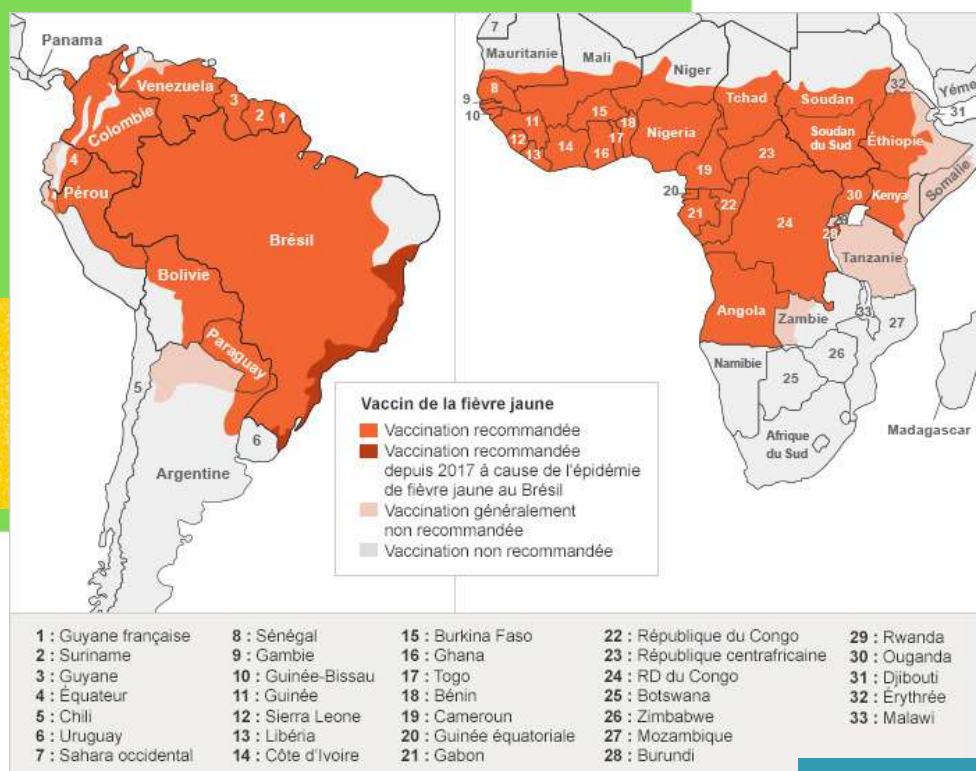 Panama
Venezuela
3
2
1
Colombie
4
Pérou
Brésil
Bolivie
Paraguay
5
6
Argentine
7
Mauritanie
Mali
Niger
8
9
10
11
12
13
14
15
16
17
18
Nigeria
Tchad
Soudan
32
Yémen
31
Soudan
du Sud
Éthiopie
19
23
20
21
22
24
30
Kenya
Somalie
29
28
Tanzanie
Angola
Zambie
33
27
26
Namibie
25
Afrique
du Sud
Madagascar
Vaccin de la fièvre jaune
Vaccination recommandée
Vaccination recommandée
depuis 2017 à cause de l'épidémie
de fièvre jaune au Brésil
Vaccination généralement
non recommandée
Vaccination non recommandée
1 : Guyane française
2 : Suriname
3 : Guyane
4 : Équateur
5 : Chili
6 : Uruguay
7 : Sahara occidental
8 : Sénégal
9 : Gambie
10 : Guinée-Bissau
11 : Guinée
12 : Sierra Leone
13 : Libéria
14 : Côte d'Ivoire
15 : Burkina Faso
16 : Ghana
17 : Togo
18 : Bénin
19 : Cameroun
20 : Guinée équatoriale
21 : Gabon
22 : République du Congo
23 : République centrafricaine
24 : RD du Congo
25 : Botswana
26 : Zimbabwe
27 : Mozambique
28 : Burundi
29 : Rwanda
30 : Ouganda
31 : Djibouti
32 : Érythrée
33 : Malawi